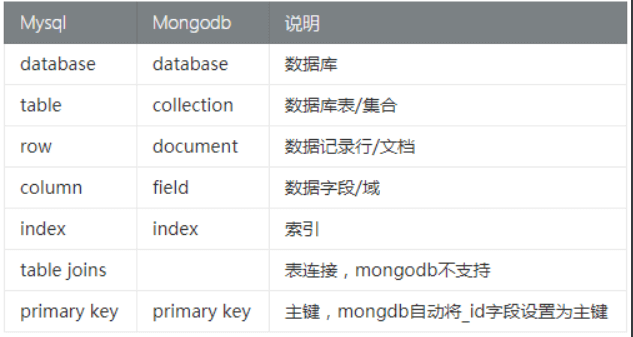 Mysql Mongodb 说明
database database 数据库
table collection 数据库表/集合
row document 数据记录行/文档
column field 数据字段/域
index index 索引
table joins 表连接，mongodb不支持
primary key primary key 主键，mongdb自动将_id字段设置为主键